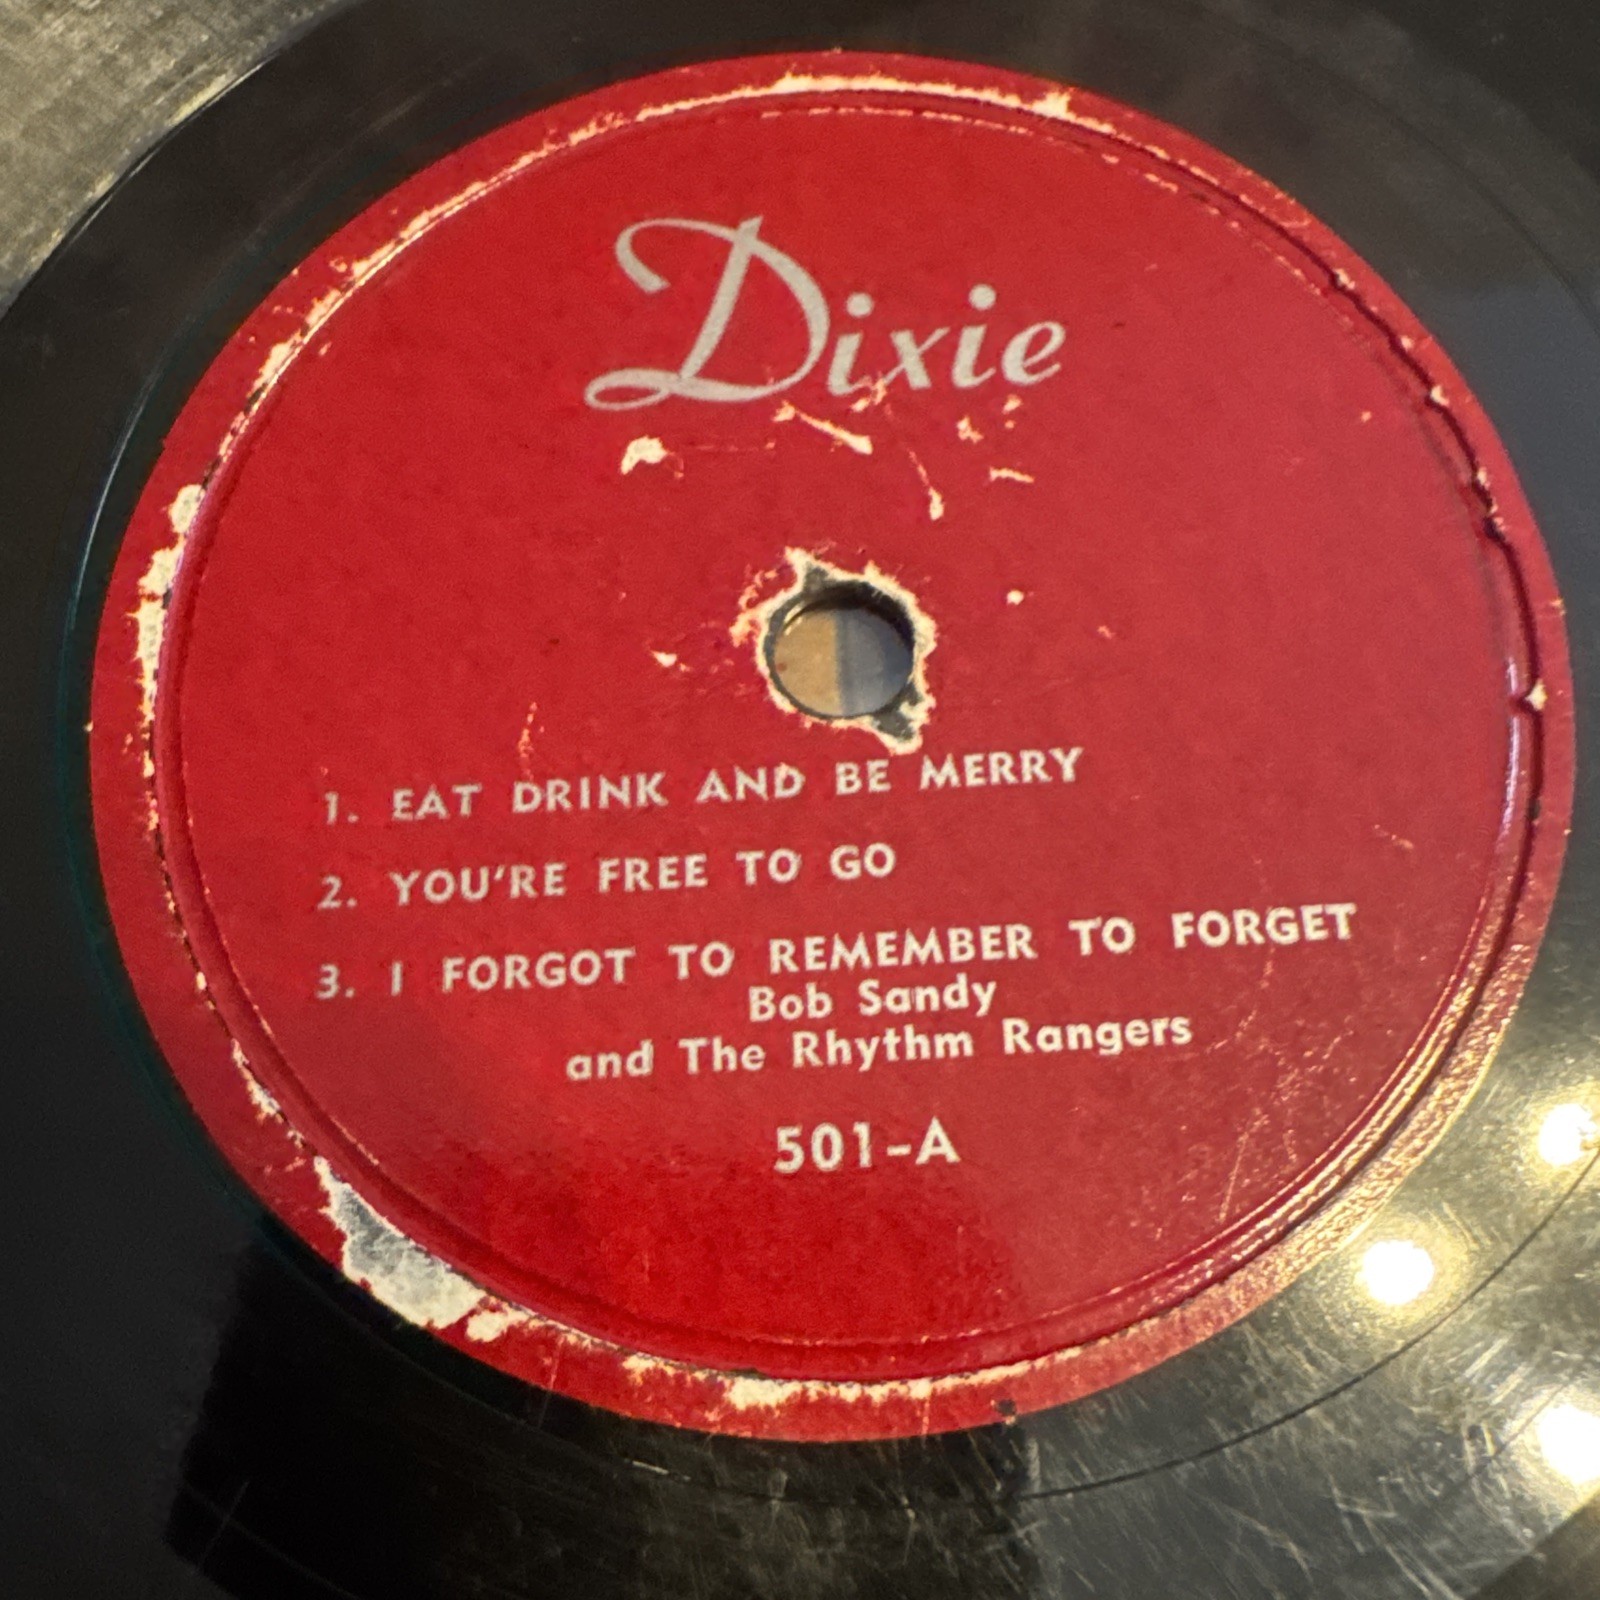 Dixie
1. EAT DRINK AND BE MERRY
2. YOU'RE FREE TO GO
3. I FORGOT TO REMEMBER TO FORGET
Bob Sandy
and The Rhythm Rangers
501-A